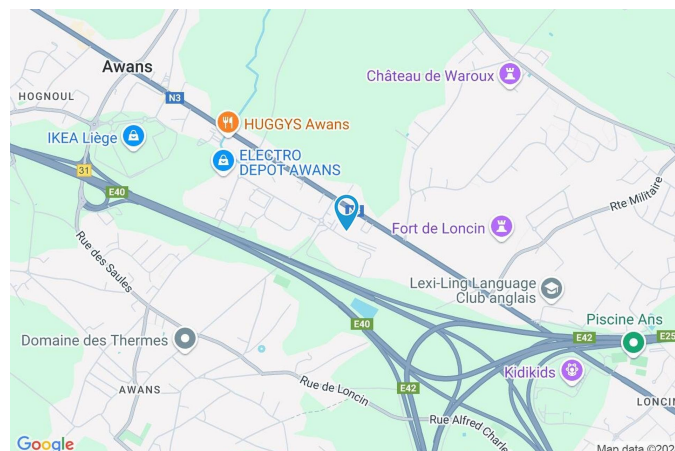 Awans
Château de Waroux
N3
HOGNOUL
HUGGYS Awans
IKEA Liège
ELECTRO
DEPOT AWANS
31
E40
Rte Militaire
Fort de Loncin
Rue des Saules
Lexi-Ling Language
Club anglais
Piscine Ans
E40
E42
E25
Domaine des Thermes
Kidikids
E42
AWANS
Rue de Loncin
LONCIN
Rue Alfred Charle
Google
Map data ©202